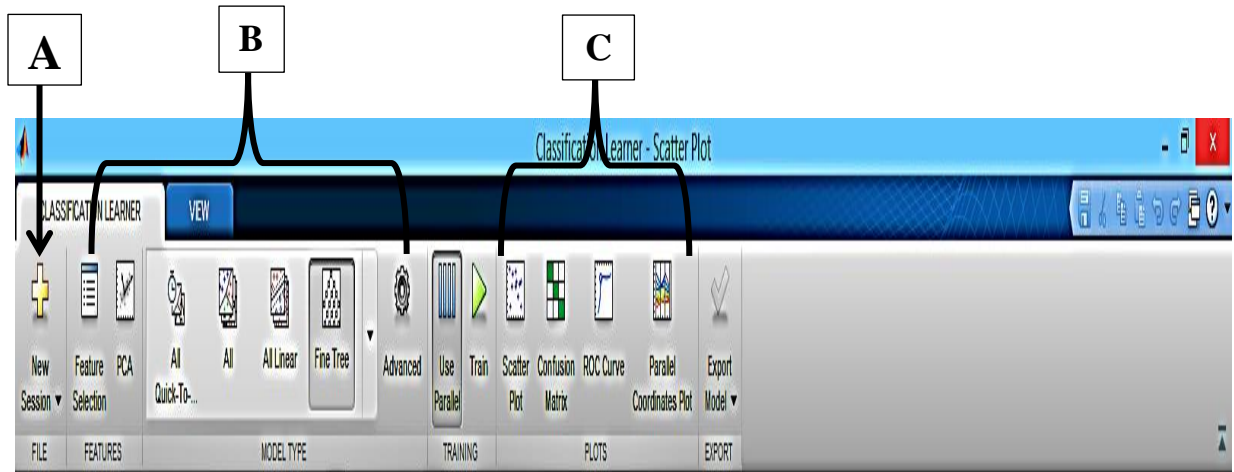 A
B
C
Classification Learner - Scatter Plot
CLASSIFICATION LEARNER
VIEW
New
Session
Feature
Selection
PCA
All
Quick-To-...
All
All Linear
Fine Tree
Advanced
Use
Parallel
Train
Scatter
Plot
Confusion
Matrix
ROC Curve
Parallel
Coordinates Plot
Export
Model
FILE
FEATURES
MODEL TYPE
TRAINING
PLOTS
EXPORT